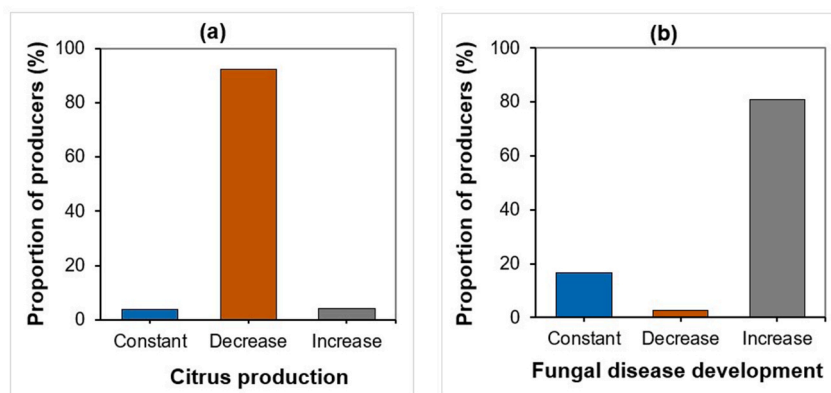 (a)
Proportion of producers (%)
100
80
60
40
20
0
Constant
Decrease
Increase
Citrus production
(b)
Proportion of producers (%)
100
80
60
40
20
0
Constant
Decrease
Increase
Fungal disease development